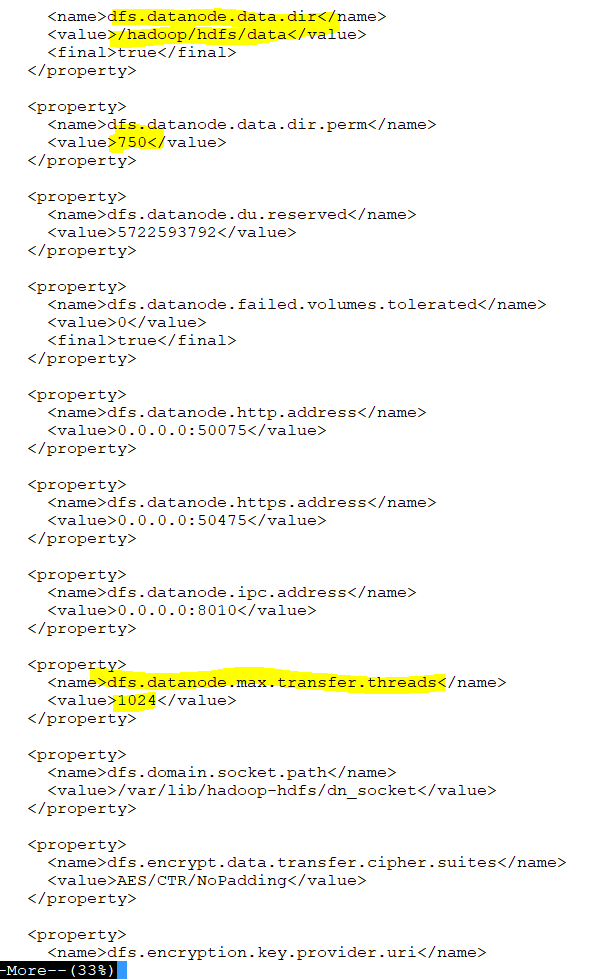 <name>dfs.datanode.data.dir</name>
<value>/hadoop/hdfs/data</value>
<final>true</final>
</property>
<property>
<name>dfs.datanode.data.dir.perm</name>
<value>750</value>
</property>
<property>
<name>dfs.datanode.du.reserved</name>
<value>5722593792</value>
</property>
<property>
<name>dfs.datanode.failed.volumes.tolerated</name>
<value>0</value>
<final>true</final>
</property>
<property>
<name>dfs.datanode.http.address</name>
<value>0.0.0.0:50075</value>
</property>
<property>
<name>dfs.datanode.https.address</name>
<value>0.0.0.0:50475</value>
</property>
<property>
<name>dfs.datanode.ipc.address</name>
<value>0.0.0.0:8010</value>
</property>
<property>
<name>dfs.datanode.max.transfer.threads</name>
<value>1024</value>
</property>
<property>
<name>dfs.domain.socket.path</name>
<value>/var/lib/hadoop-hdfs/dn_socket</value>
</property>
<property>
<name>dfs.encrypt.data.transfer.cipher.suites</name>
<value>AES/CTR/NoPadding</value>
</property>
<property>
<name>dfs.encryption.key.provider.uri</name>
-More--(33%)